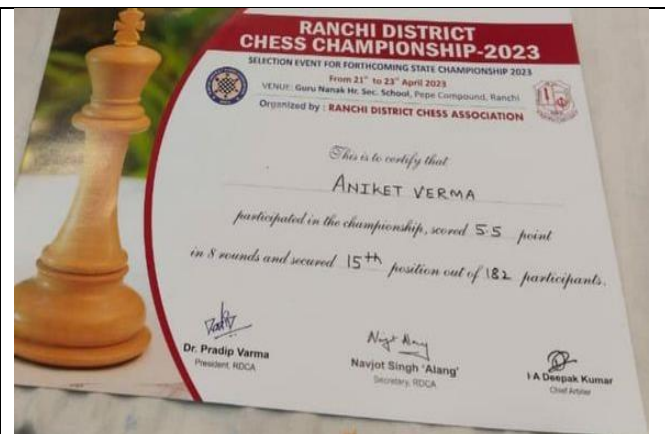 RANCHI DISTRICT
CHESS CHAMPIONSHIP-2023
SELECTION EVENT FOR FORTHCOMING STATE CHAMPIONSHIP 2023
From 21st to 23rd April 2023
VENUE: Guru Nanak Hr. Sec. School, Pepe Compound, Ranchi
Organized by : RANCHI DISTRICT CHESS ASSOCIATION
This is to certify that
ANIKET VERMA
participated in the championship, scored 5.5 point
in 8 rounds and secured 15th position out of 182 participants.
Dr. Pradip Varma
President, RDCA
Navjot Singh 'Alang'
Secretary, RDCA
I A Deepak Kumar
Chief Arbiter